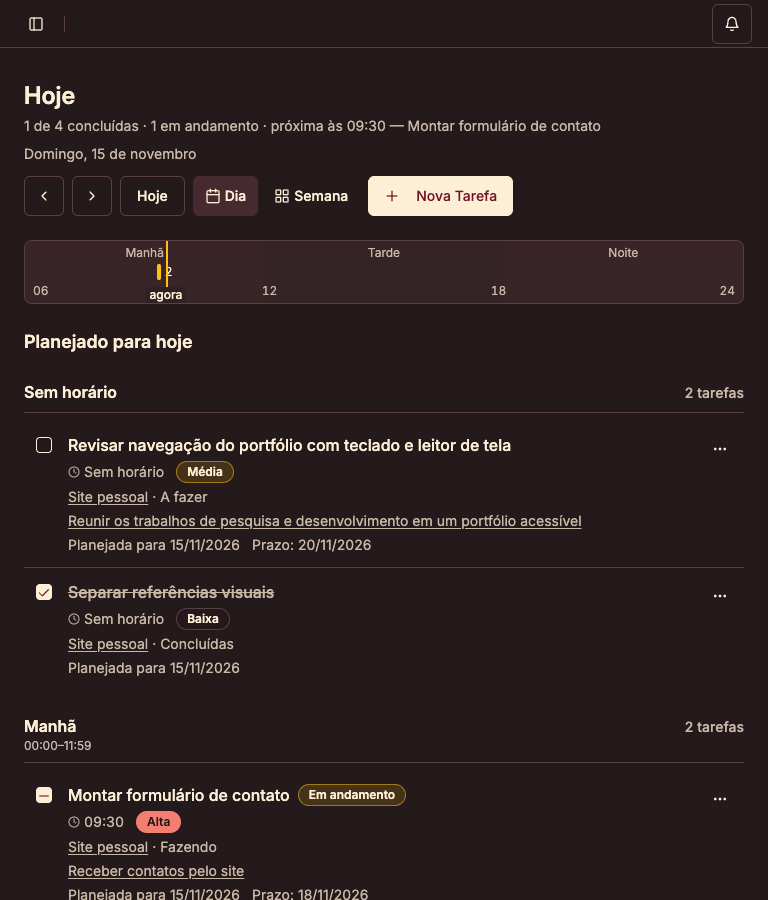 Hoje
1 de 4 concluídas · 1 em andamento · próxima às 09:30 — Montar formulário de contato
Domingo, 15 de novembro
Hoje Dia Semana Nova Tarefa
Manhã Tarde Noite
2
06 12 18 24
agora
Planejado para hoje
Sem horário 2 tarefas
Revisar navegação do portfólio com teclado e leitor de tela
Sem horário Média
Site pessoal · A fazer
Reunir os trabalhos de pesquisa e desenvolvimento em um portfólio acessível
Planejada para 15/11/2026 Prazo: 20/11/2026
Separar referências visuais
Sem horário Baixa
Site pessoal · Concluídas
Planejada para 15/11/2026
Manhã 2 tarefas
00:00–11:59
Montar formulário de contato Em andamento
09:30 Alta
Site pessoal · Fazendo
Receber contatos pelo site
Planejada para 15/11/2026 Prazo: 18/11/2026